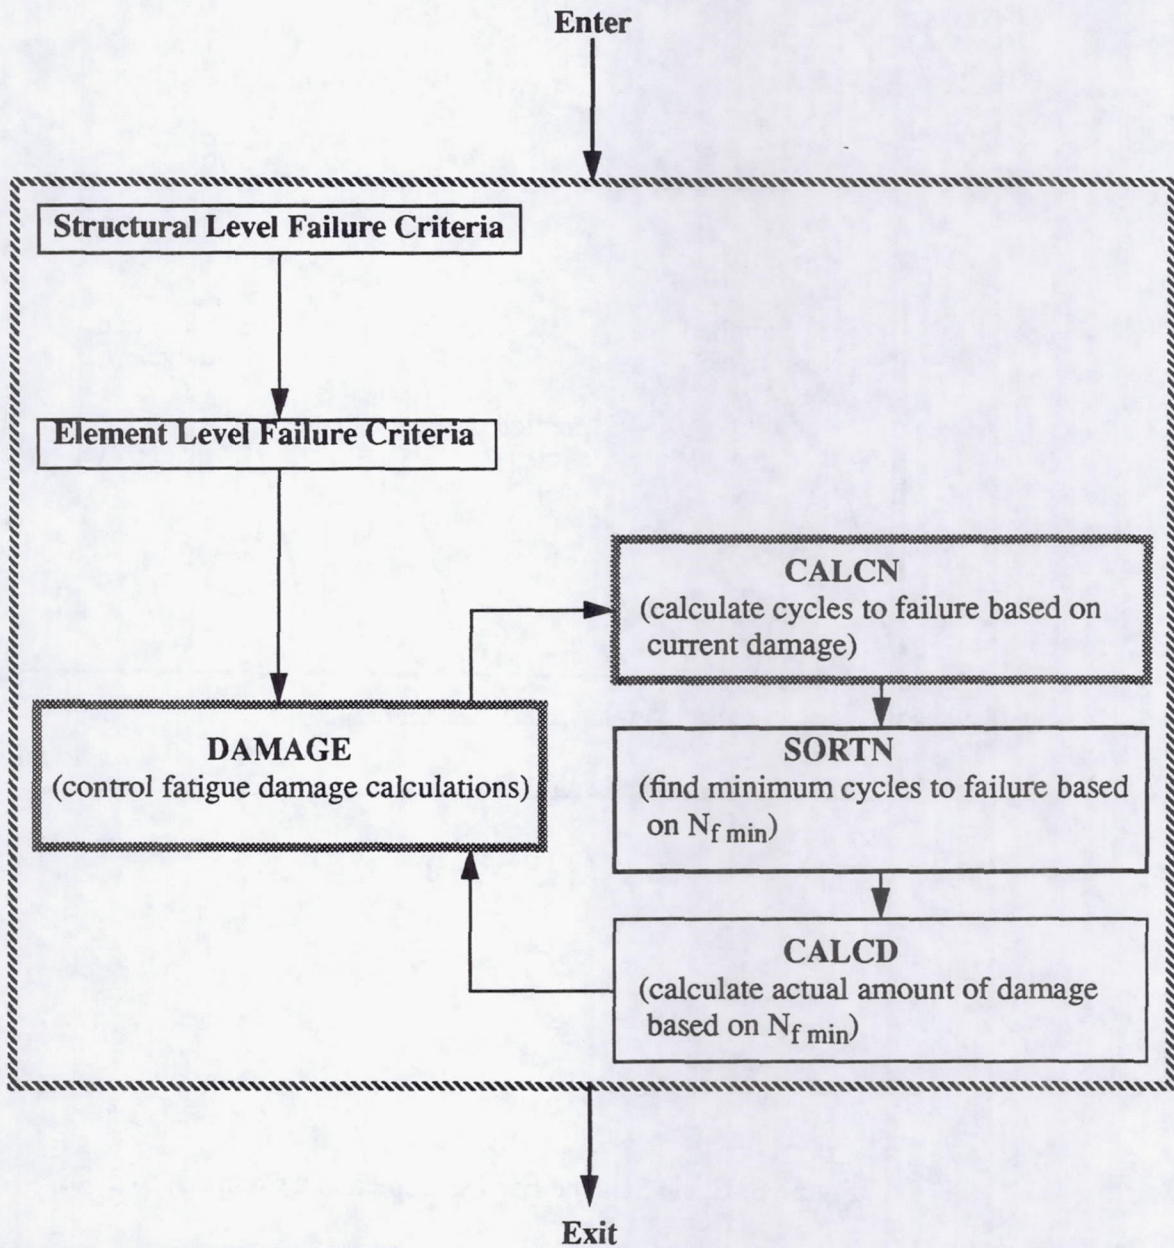 Enter
Structural Level Failure Criteria
Element Level Failure Criteria
DAMAGE
(control fatigue damage calculations)
CALCN
(calculate cycles to failure based on
current damage)
SORTN
(find minimum cycles to failure based
on Nf min)
CALCD
(calculate actual amount of damage
based on Nf min)
Exit